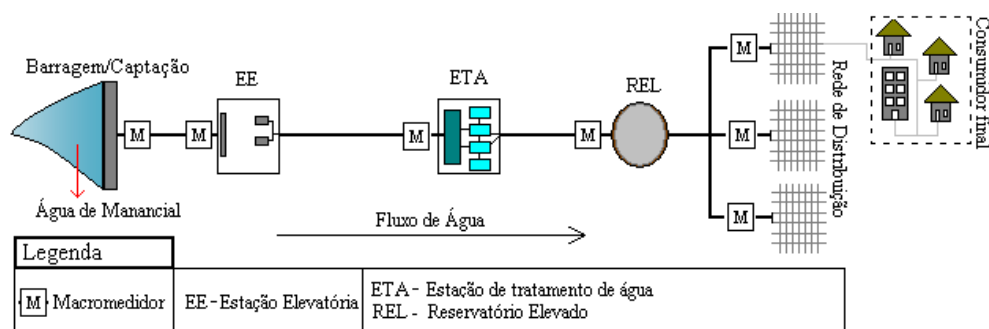 Barragem/Captação
EE
ETA
REL
M
M
M
M
M
M
M
Rede de Distribuição
Consumidor final
Água de Manancial
Fluxo de Água
Legenda
M Macromedidor
EE - Estação Elevatória
ETA - Estação de tratamento de água
REL - Reservatório Elevado